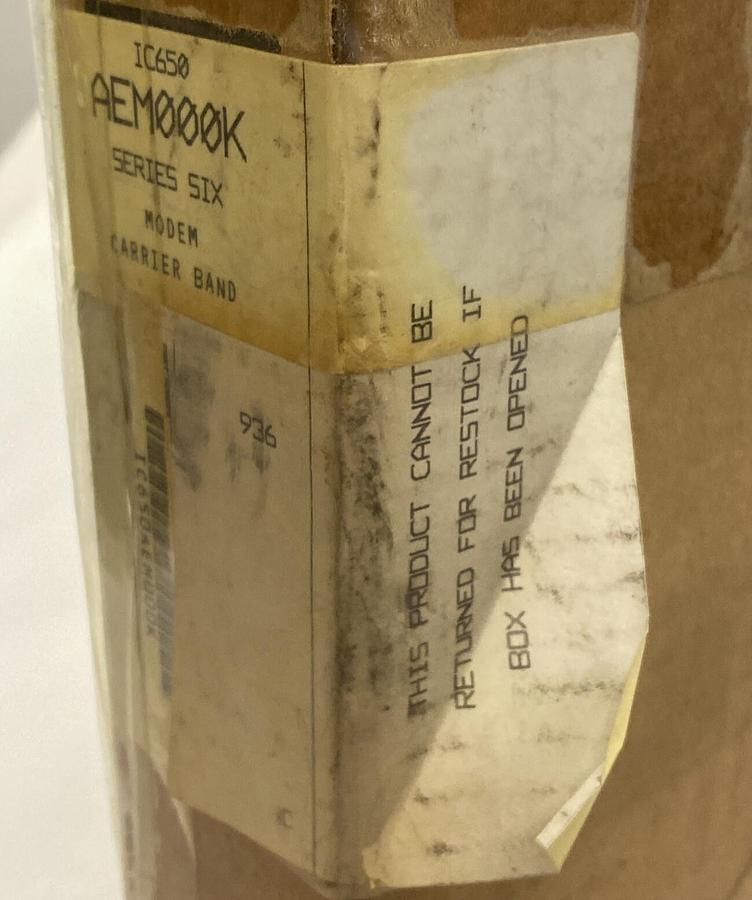 IC650
AEM000K
SERIES SIX
MODEM
CARRIER BAND
936
IC650AEM000K
C
THIS PRODUCT CANNOT BE
RETURNED FOR RESTOCK IF
BOX HAS BEEN OPENED